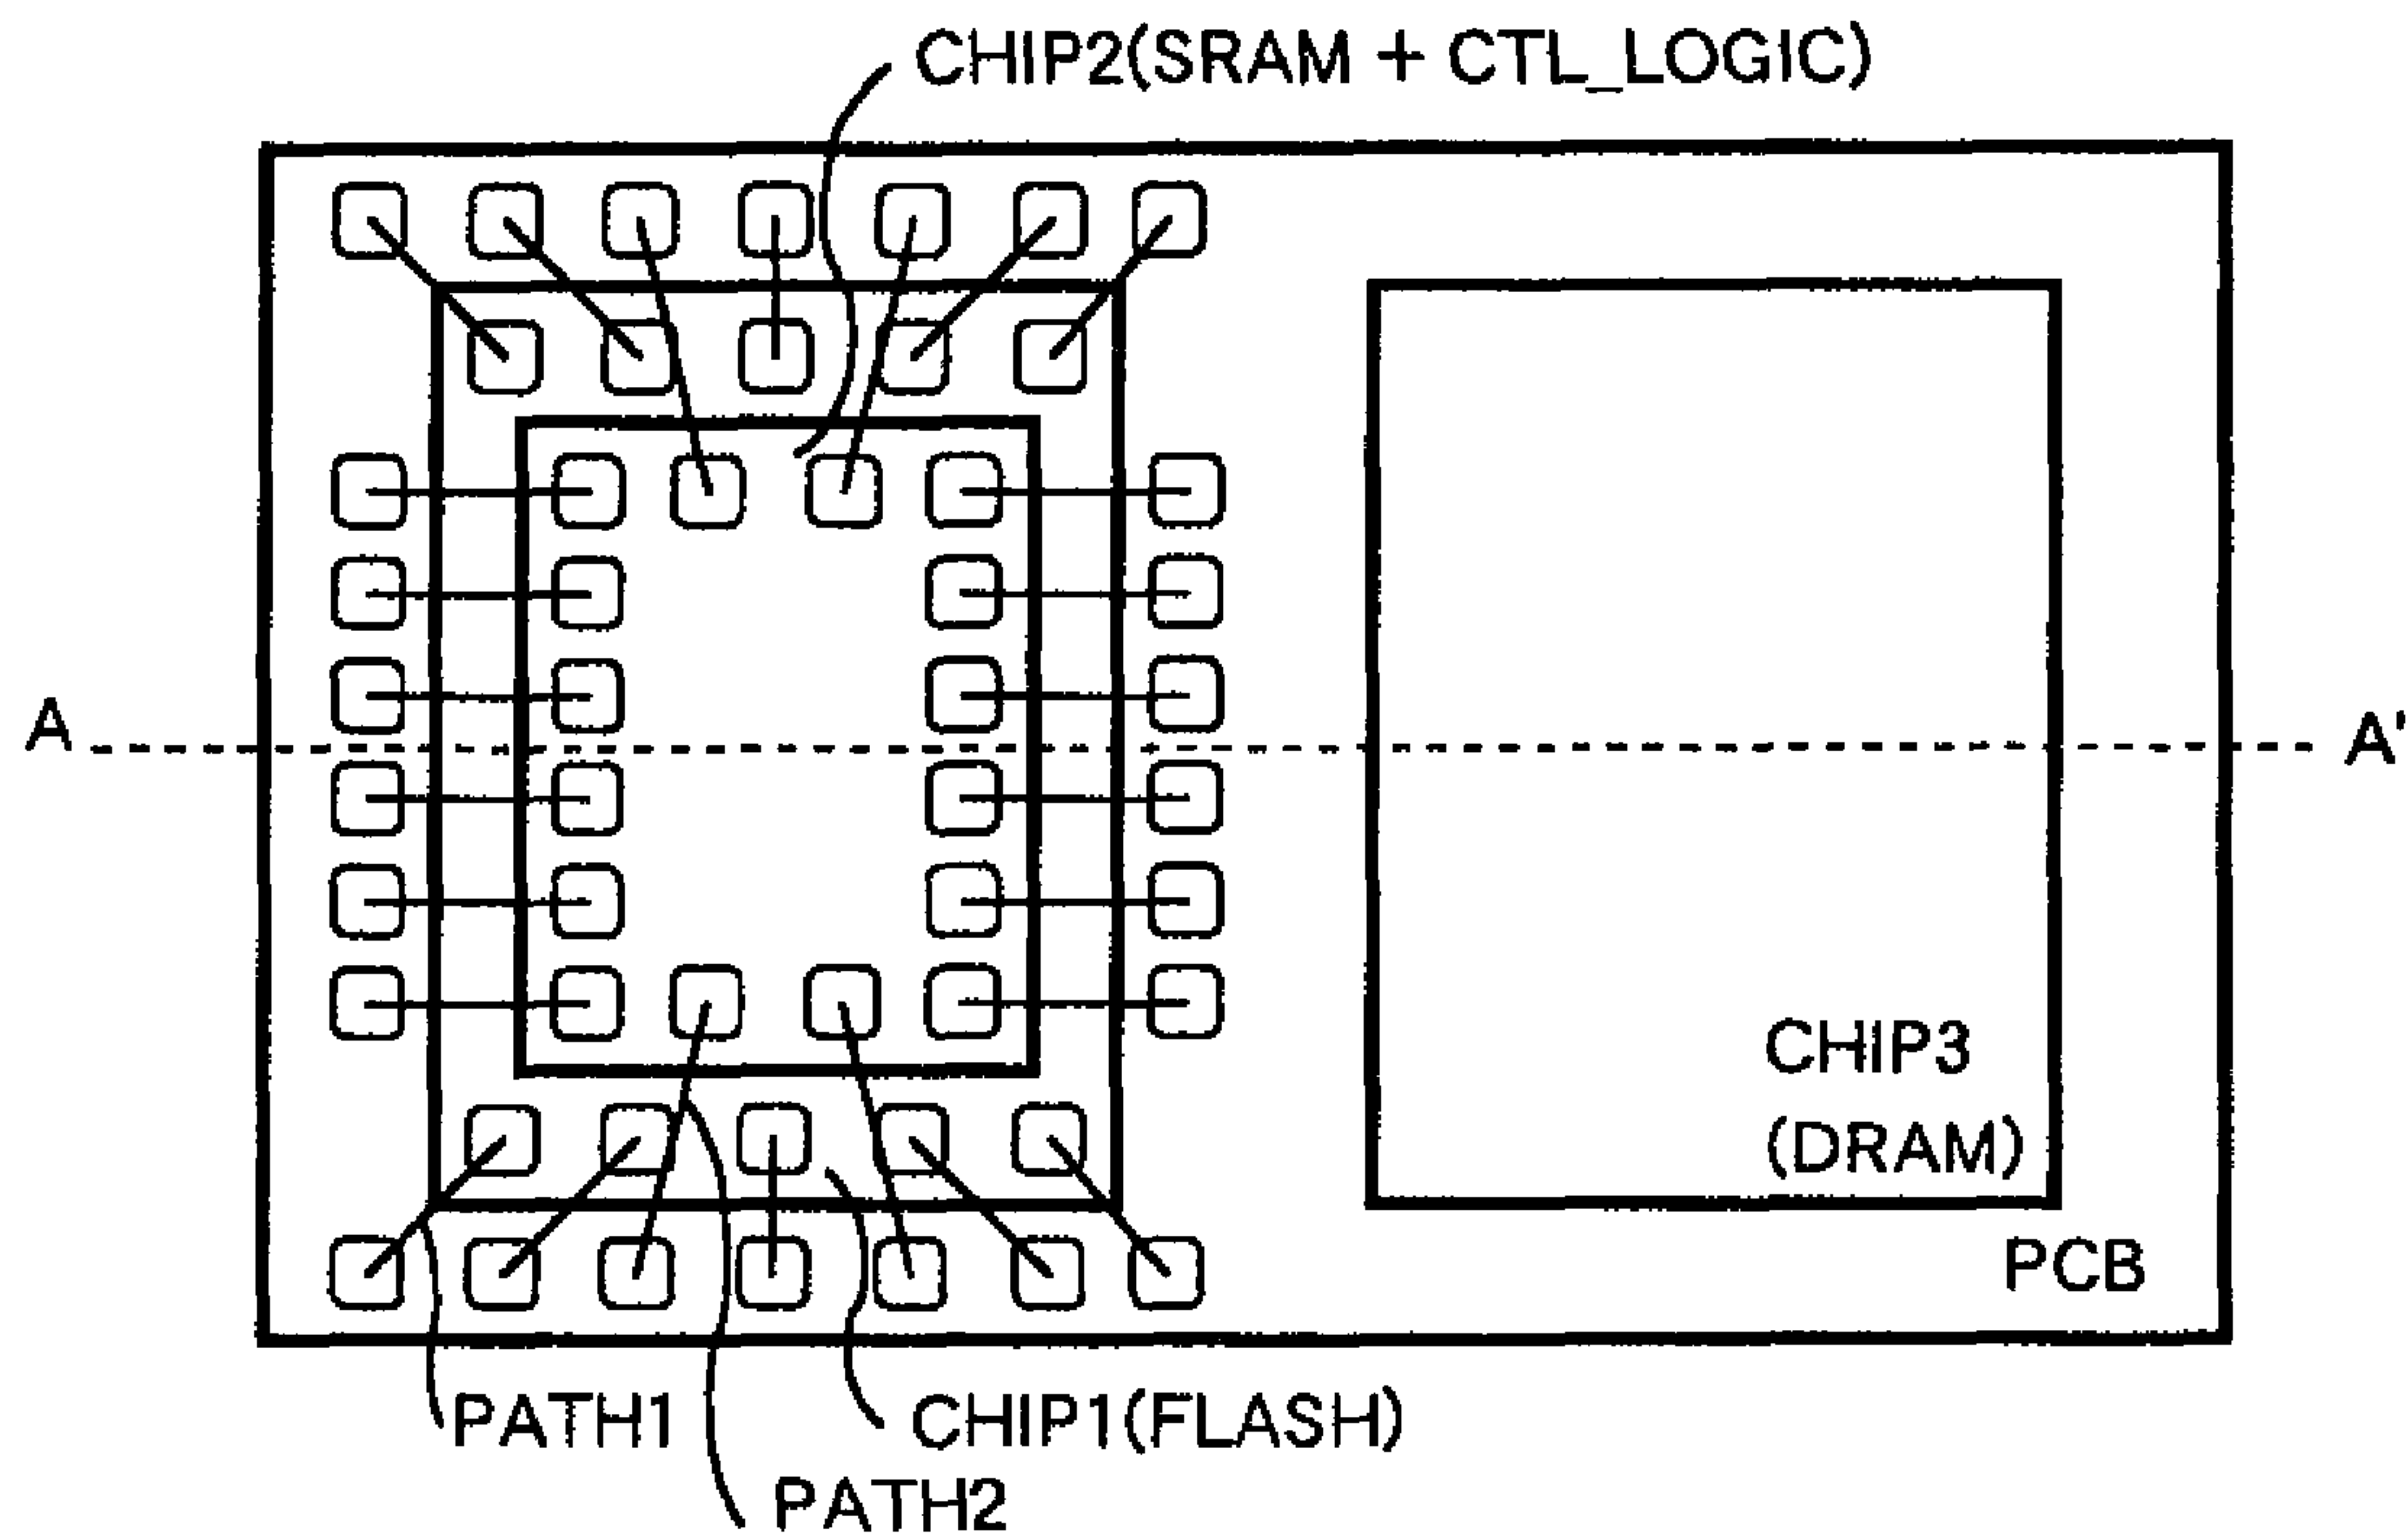 CHIP2(SRAM + CTL_LOGIC)
A
A'
CHIP3
(DRAM)
PCB
PATH1
CHIP1(FLASH)
PATH2